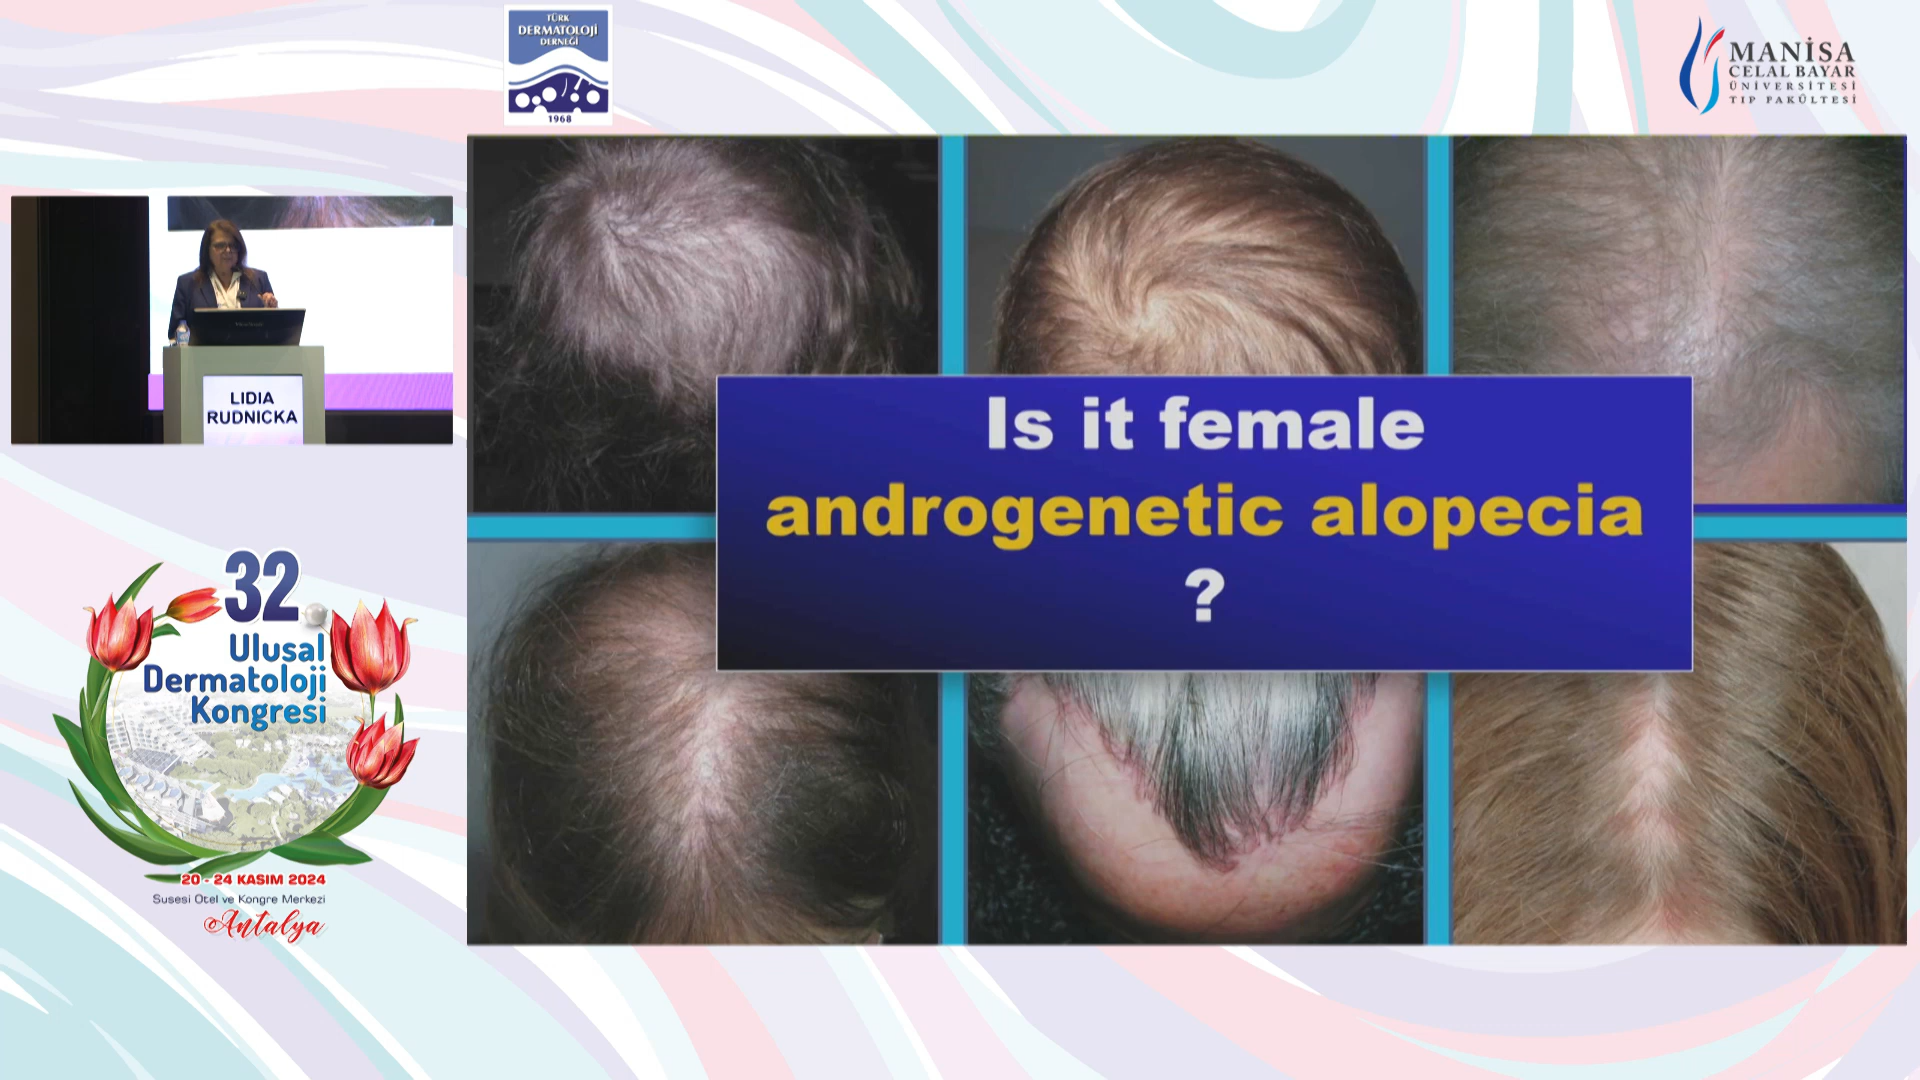 TÜRK
DERMATOLOJİ
DERNEĞİ
1968
MANİSA
CELAL BAYAR
ÜNİVERSİTESİ
TIP FAKÜLTESİ
LIDIA
RUDNICKA
Is it female
androgenetic alopecia
?
32
Ulusal
Dermatoloji
Kongresi
20 - 24 KASIM 2024
Susesi Otel ve Kongre Merkezi
Antalya